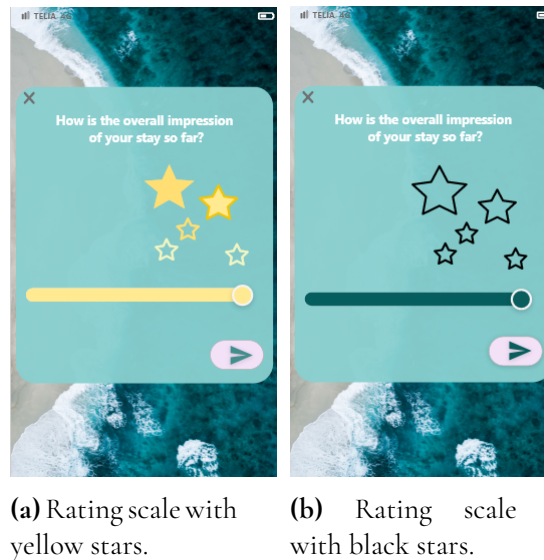 TELIA 4G
×
How is the overall impression
of your stay so far?
TELIA 4G
×
How is the overall impression
of your stay so far?
(a) Rating scale with
yellow stars.
(b) Rating scale
with black stars.